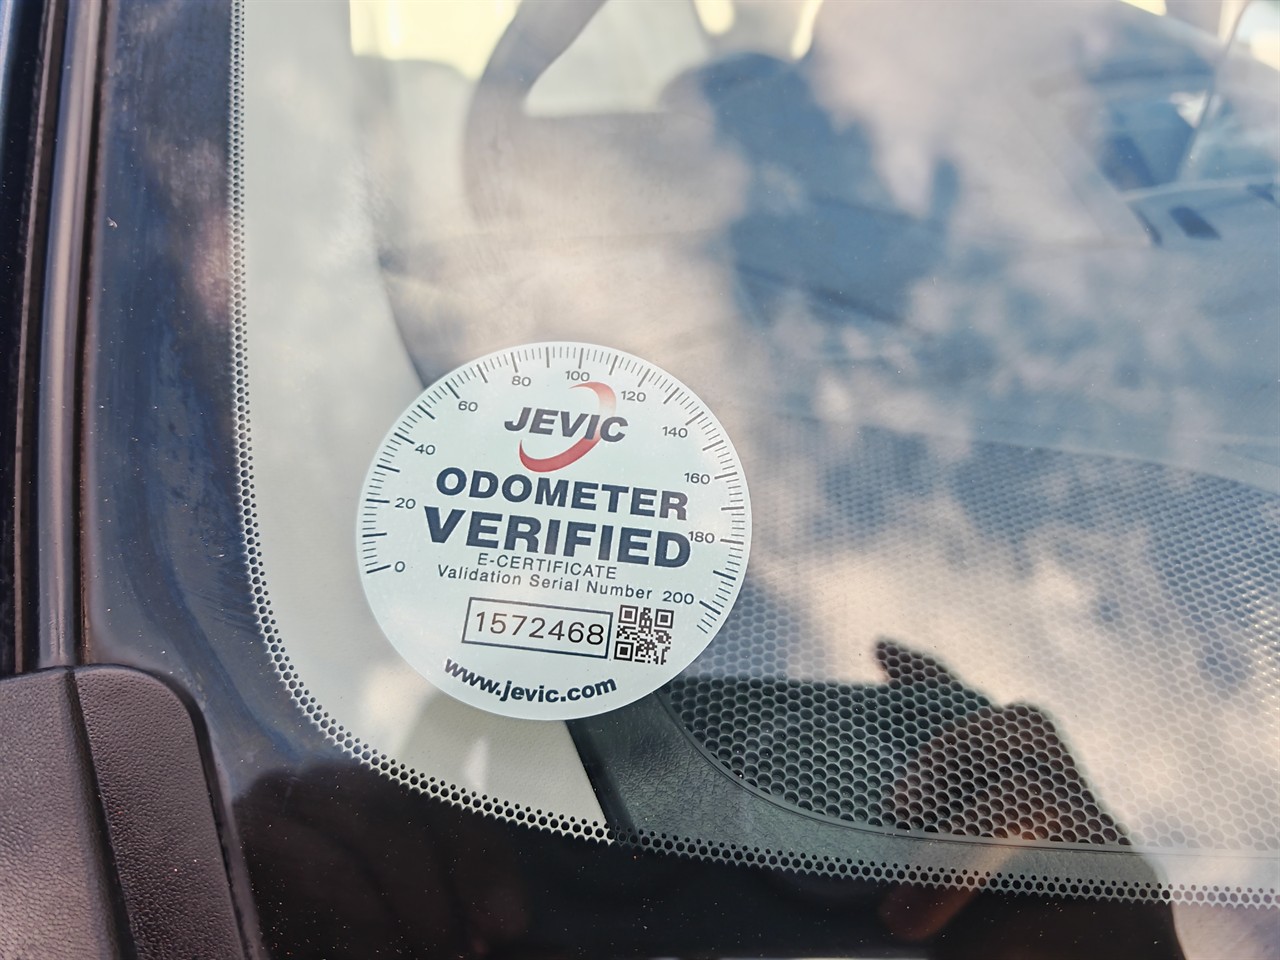 0
20
40
60
80
100
120
140
160
180
200
JEVIC
ODOMETER
VERIFIED
E-CERTIFICATE
Validation Serial Number
1572468
www.jevic.com